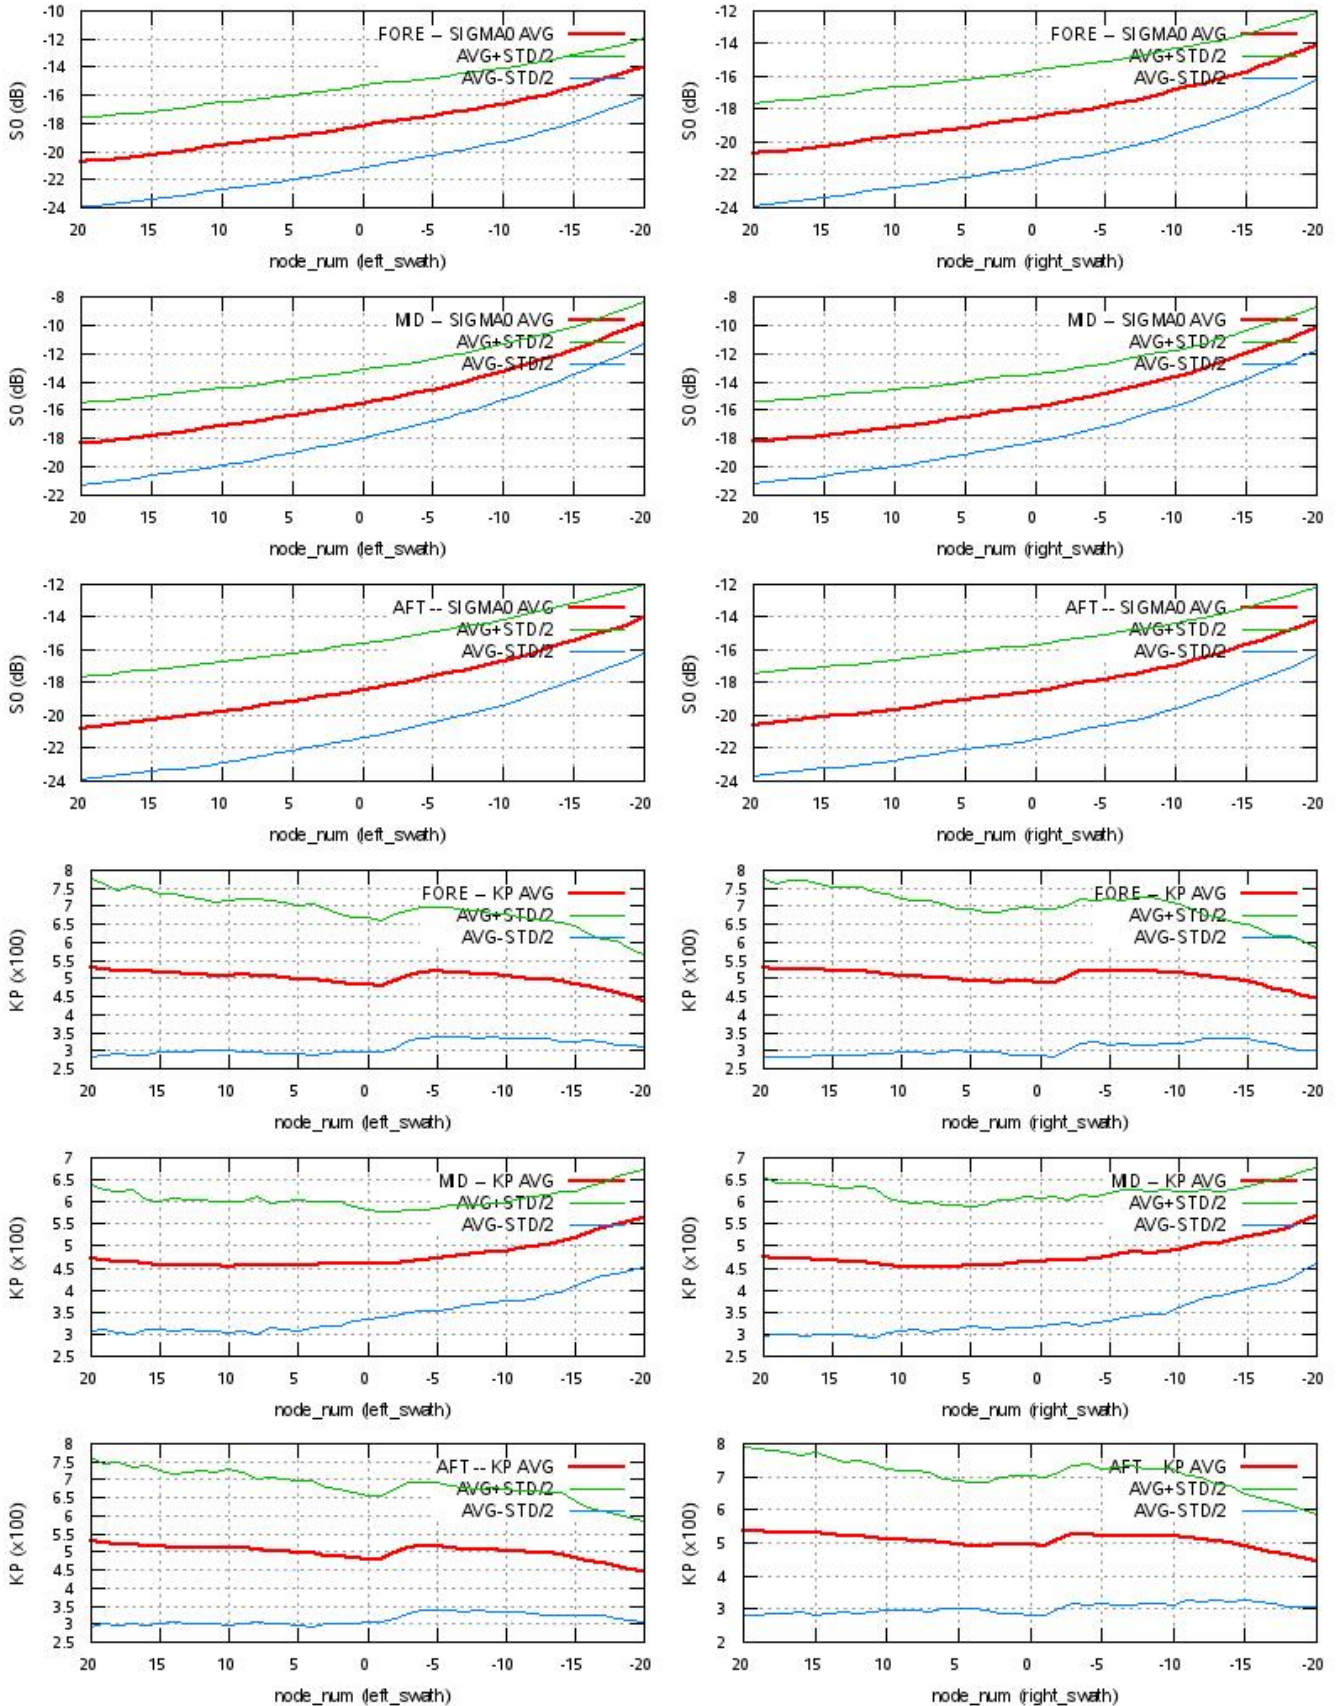 -10
-12
-14
-16
-18
-20
-22
-24
S0 (dB)
FORE -- SIGMA0 AVG
AVG+STD/2
AVG-STD/2
20 15 10 5 0 -5 -10 -15 -20
node_num (left_swath)
-12
-14
-16
-18
-20
-22
-24
S0 (dB)
FORE -- SIGMA0 AVG
AVG+STD/2
AVG-STD/2
20 15 10 5 0 -5 -10 -15 -20
node_num (right_swath)
-8
-10
-12
-14
-16
-18
-20
-22
S0 (dB)
MID -- SIGMA0 AVG
AVG+STD/2
AVG-STD/2
20 15 10 5 0 -5 -10 -15 -20
node_num (left_swath)
-8
-10
-12
-14
-16
-18
-20
-22
S0 (dB)
MID -- SIGMA0 AVG
AVG+STD/2
AVG-STD/2
20 15 10 5 0 -5 -10 -15 -20
node_num (right_swath)
-12
-14
-16
-18
-20
-22
-24
S0 (dB)
AFT -- SIGMA0 AVG
AVG+STD/2
AVG-STD/2
20 15 10 5 0 -5 -10 -15 -20
node_num (left_swath)
-12
-14
-16
-18
-20
-22
-24
S0 (dB)
AFT -- SIGMA0 AVG
AVG+STD/2
AVG-STD/2
20 15 10 5 0 -5 -10 -15 -20
node_num (right_swath)
8
7.5
7
6.5
6
5.5
5
4.5
4
3.5
3
2.5
KP (x100)
FORE -- KP AVG
AVG+STD/2
AVG-STD/2
20 15 10 5 0 -5 -10 -15 -20
node_num (left_swath)
8
7.5
7
6.5
6
5.5
5
4.5
4
3.5
3
2.5
KP (x100)
FORE -- KP AVG
AVG+STD/2
AVG-STD/2
20 15 10 5 0 -5 -10 -15 -20
node_num (right_swath)
7
6.5
6
5.5
5
4.5
4
3.5
3
2.5
KP (x100)
MID -- KP AVG
AVG+STD/2
AVG-STD/2
20 15 10 5 0 -5 -10 -15 -20
node_num (left_swath)
7
6.5
6
5.5
5
4.5
4
3.5
3
2.5
KP (x100)
MID -- KP AVG
AVG+STD/2
AVG-STD/2
20 15 10 5 0 -5 -10 -15 -20
node_num (right_swath)
8
7.5
7
6.5
6
5.5
5
4.5
4
3.5
3
2.5
KP (x100)
AFT -- KP AVG
AVG+STD/2
AVG-STD/2
20 15 10 5 0 -5 -10 -15 -20
node_num (left_swath)
8
7
6
5
4
3
2
KP (x100)
AFT -- KP AVG
AVG+STD/2
AVG-STD/2
20 15 10 5 0 -5 -10 -15 -20
node_num (right_swath)